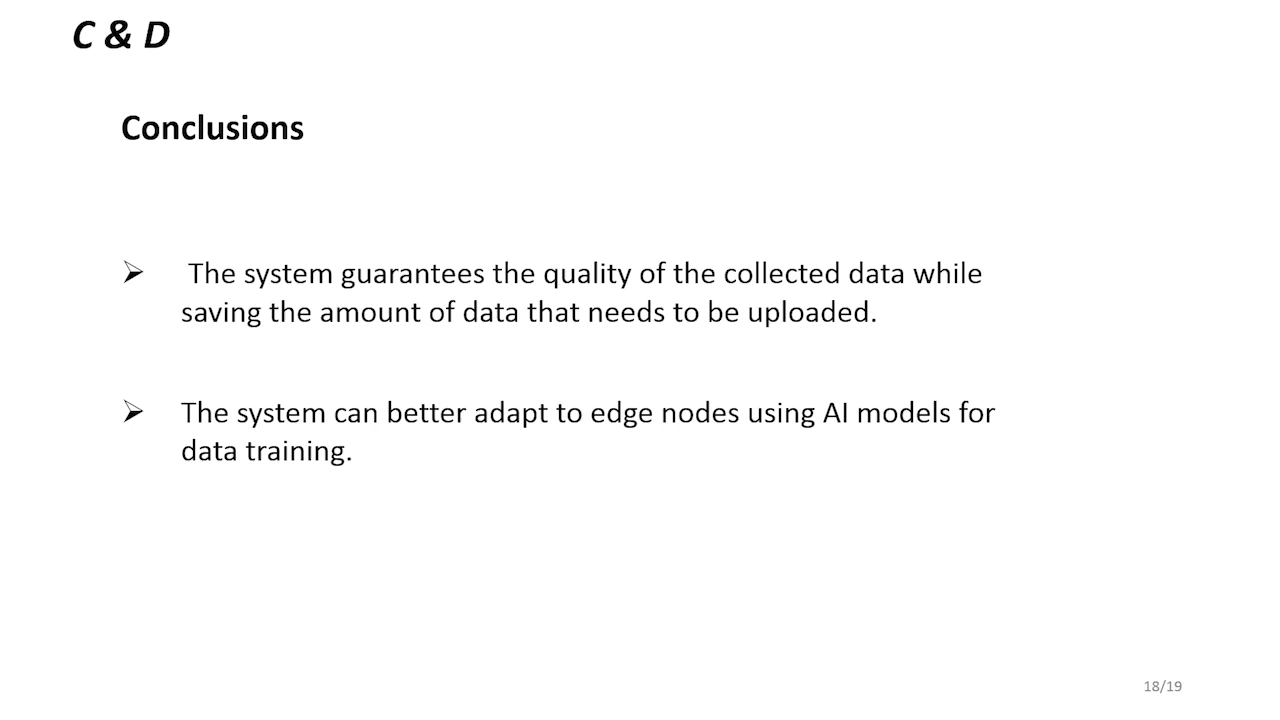 C & D
Conclusions
➢ The system guarantees the quality of the collected data while
saving the amount of data that needs to be uploaded.
➢ The system can better adapt to edge nodes using AI models for
data training.
18/19